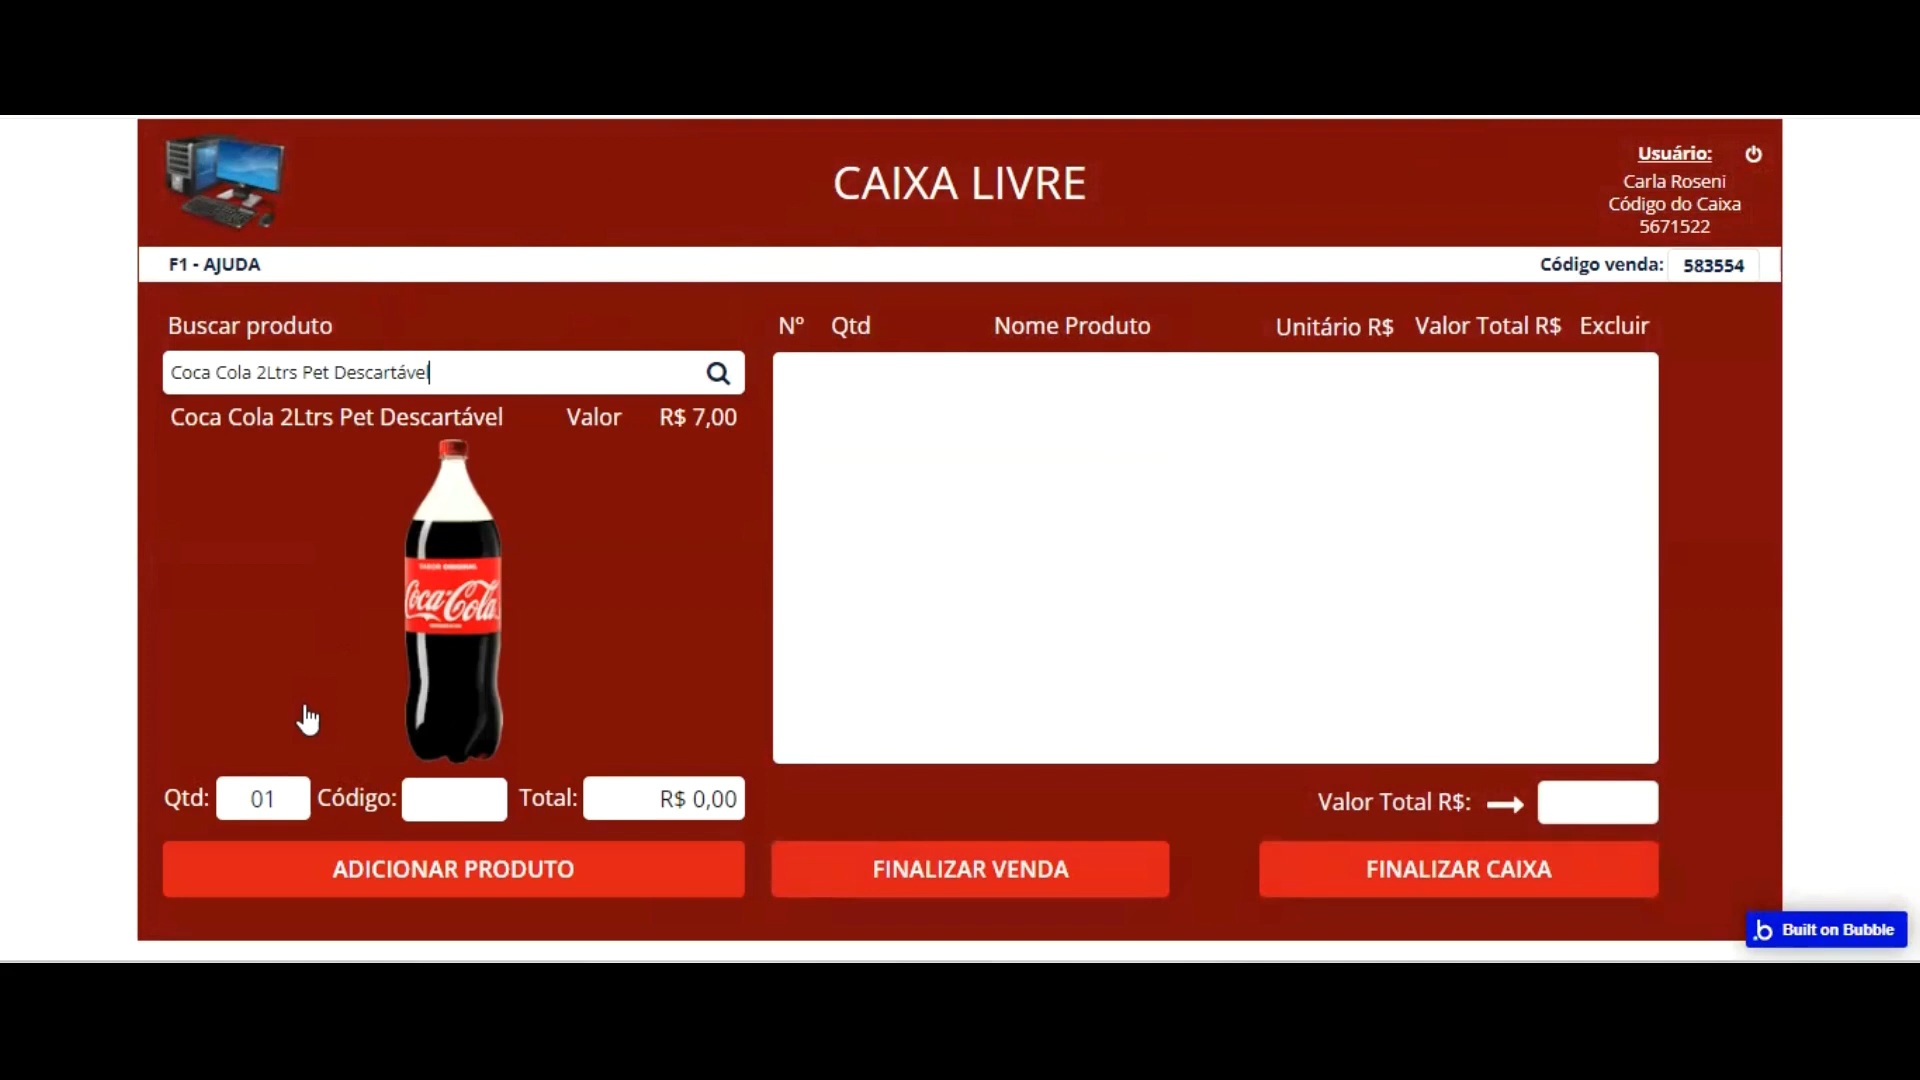 CAIXA LIVRE
Usuário:
Carla Roseni
Código do Caixa
5671522
F1 - AJUDA
Código venda: 583554
Buscar produto
Coca Cola 2Ltrs Pet Descartável
Coca Cola 2Ltrs Pet Descartável Valor R$ 7,00
SABOR ORIGINAL
Coca-Cola
Qtd: 01 Código: Total: R$ 0,00
ADICIONAR PRODUTO
Nº Qtd Nome Produto Unitário R$ Valor Total R$ Excluir
Valor Total R$:
FINALIZAR VENDA
FINALIZAR CAIXA
.b Built on Bubble